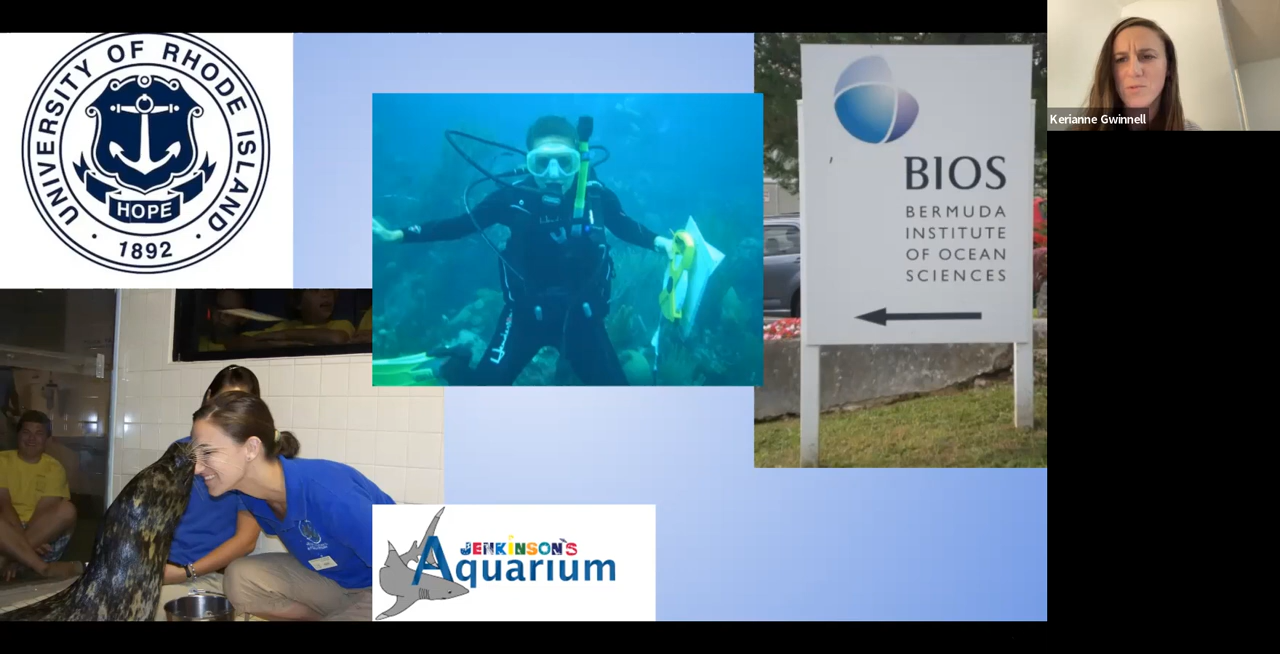 UNIVERSITY OF RHODE ISLAND
HOPE
• 1892 •
BIOS
BERMUDA
INSTITUTE
OF OCEAN
SCIENCES
JENKINSON'S
Aquarium
Kerianne Gwinnell